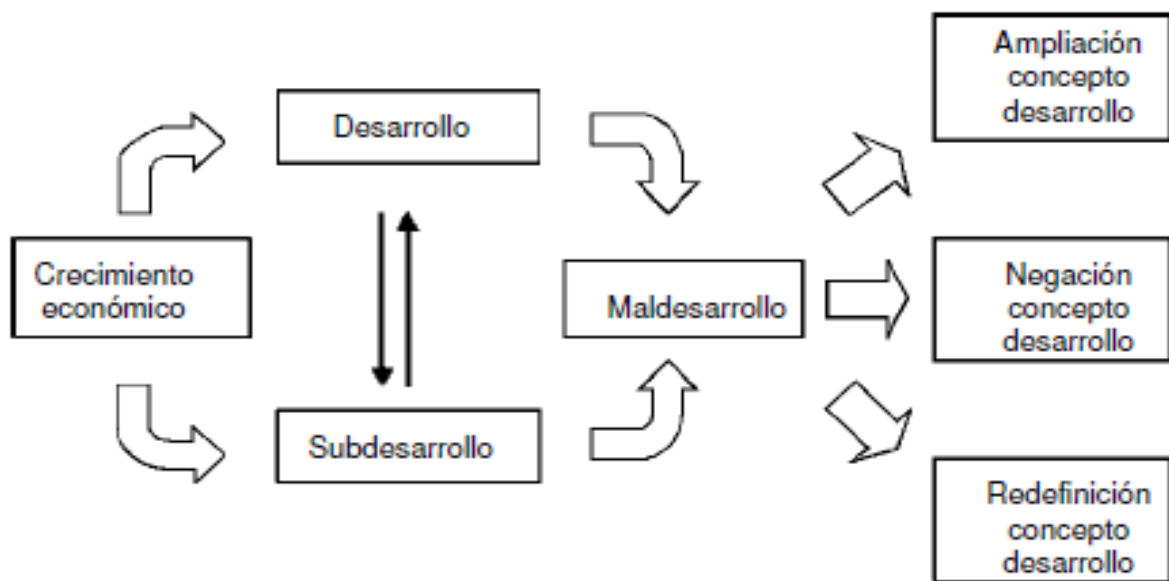 Ampliación
concepto
desarrollo
Desarrollo
Crecimiento
económico
Maldesarrollo
Negación
concepto
desarrollo
Subdesarrollo
Redefinición
concepto
desarrollo